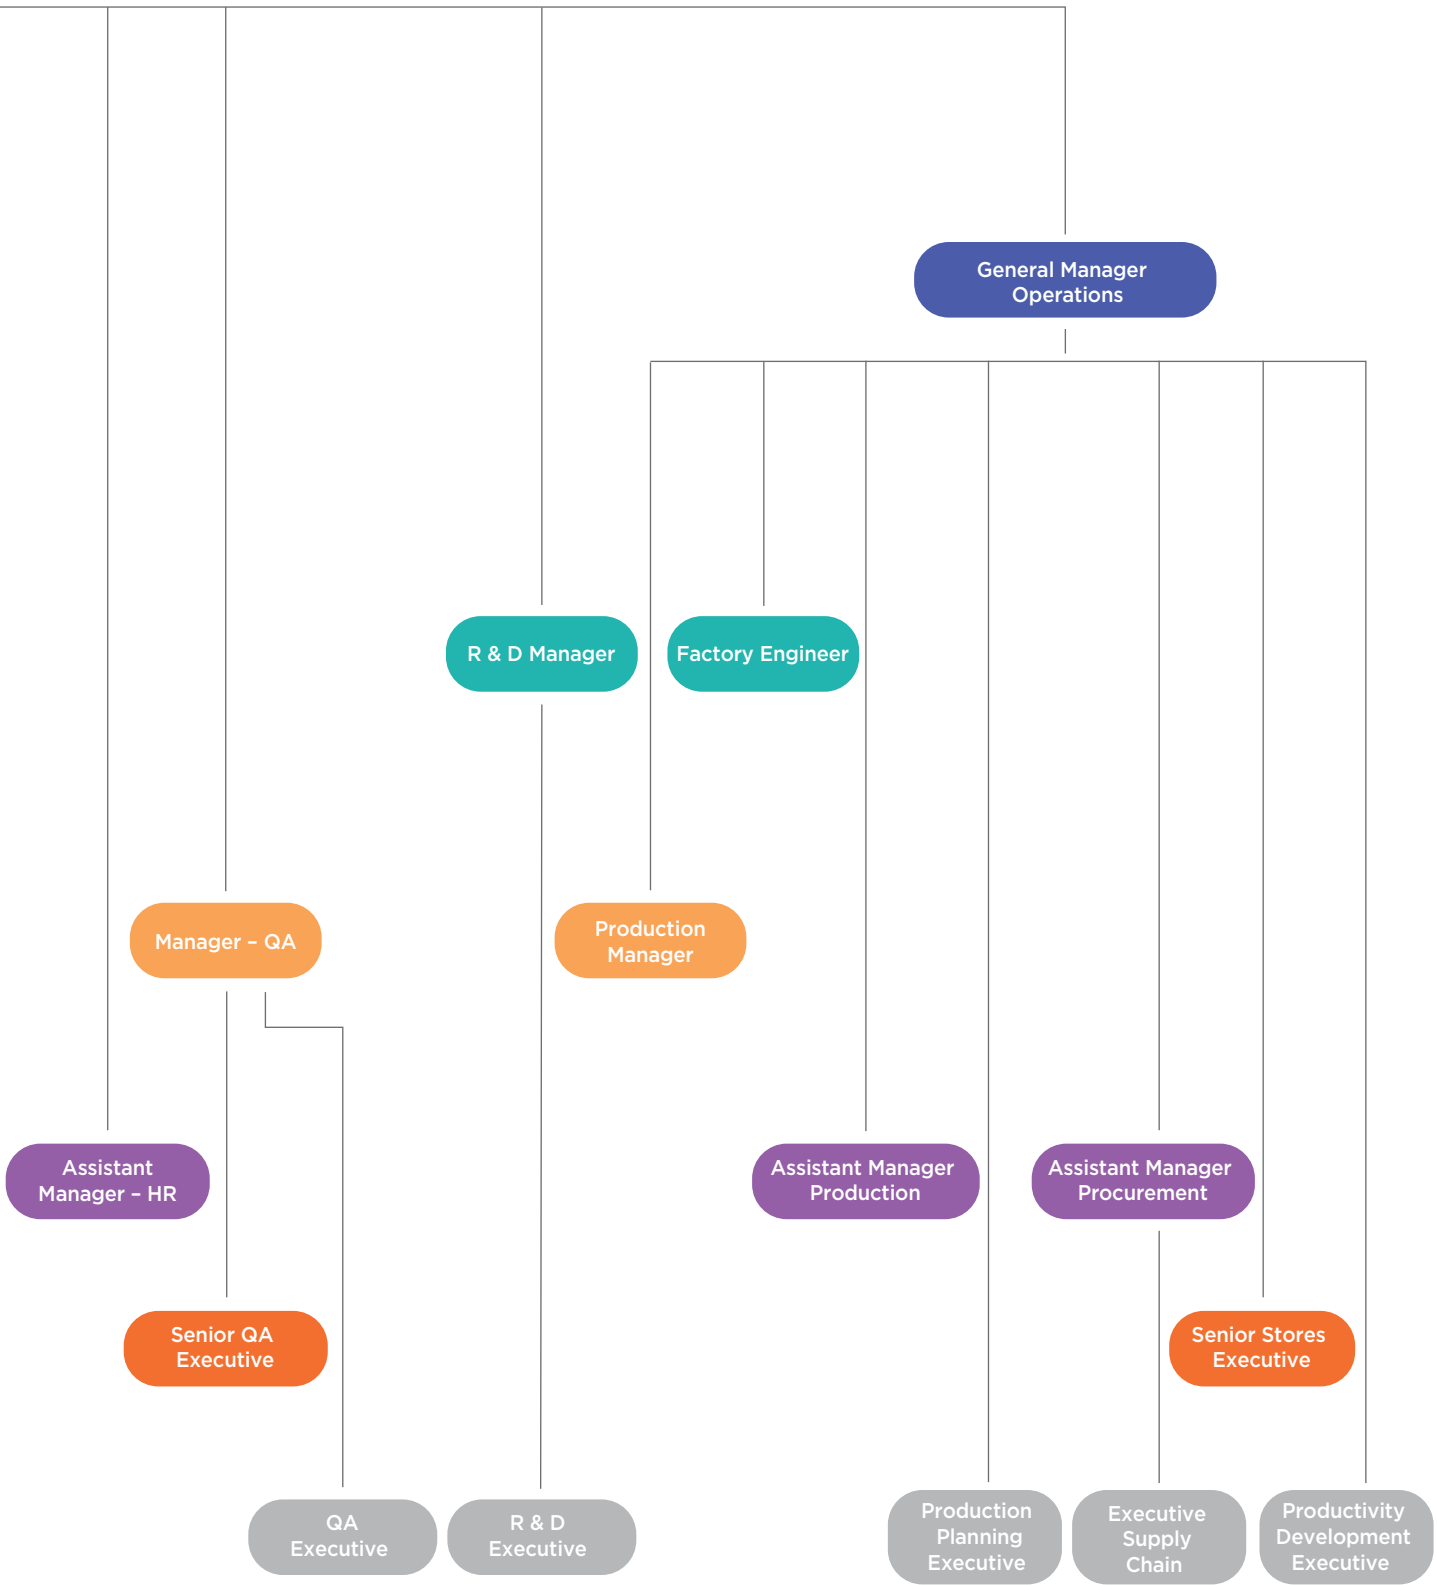 General Manager
Operations
R & D Manager
Factory Engineer
Manager – QA
Production
Manager
Assistant
Manager – HR
Assistant Manager
Production
Assistant Manager
Procurement
Senior QA
Executive
Senior Stores
Executive
QA
Executive
R & D
Executive
Production
Planning
Executive
Executive
Supply
Chain
Productivity
Development
Executive